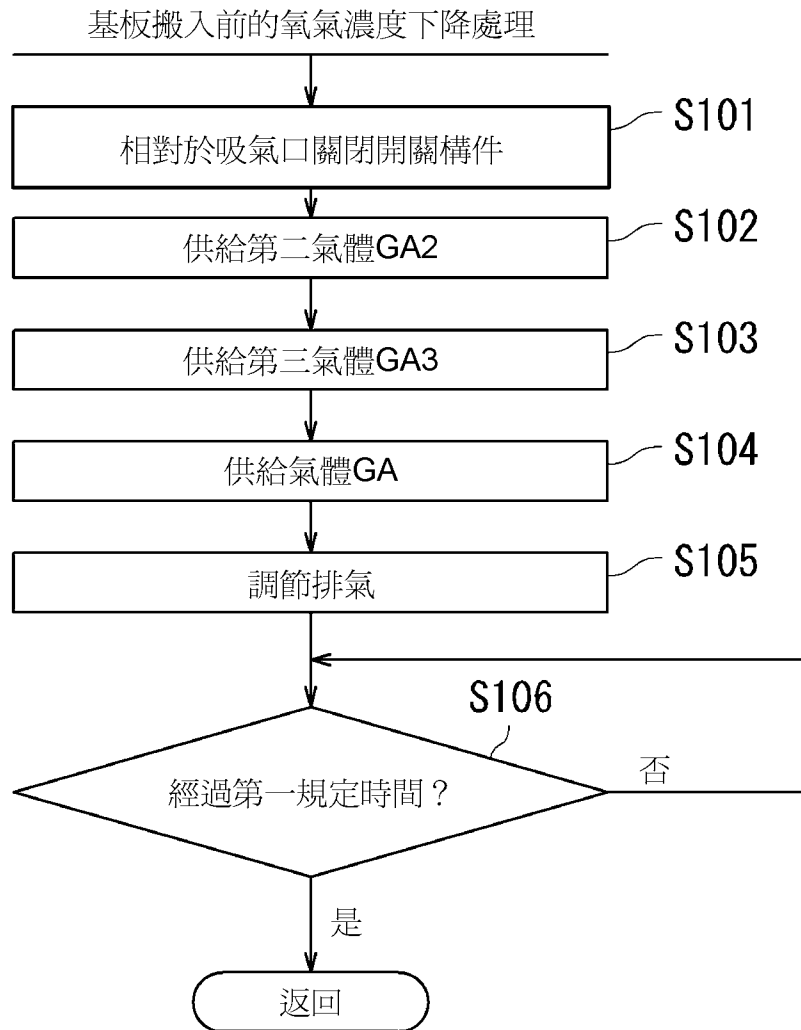 基板搬入前的氧氣濃度下降處理
相對於吸氣口關閉開關構件
S101
供給第二氣體GA2
S102
供給第三氣體GA3
S103
供給氣體GA
S104
調節排氣
S105
S106
經過第一規定時間？
否
是
返回